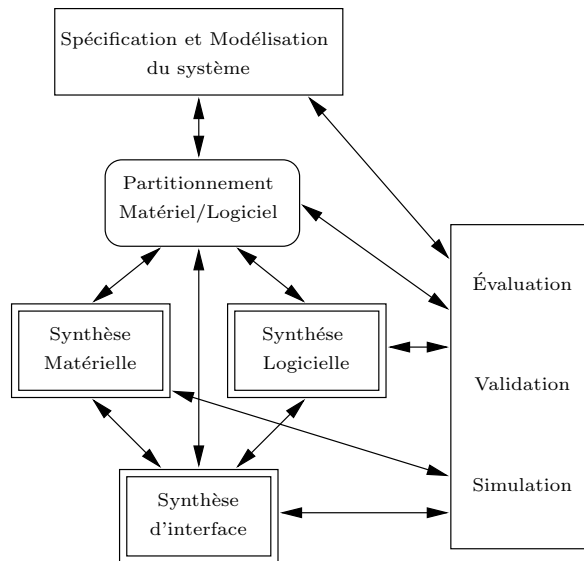 Spécification et Modélisation
du système
Partitionnement
Matériel/Logiciel
Évaluation
Synthèse
Matérielle
Synthése
Logicielle
Validation
Simulation
Synthèse
d'interface